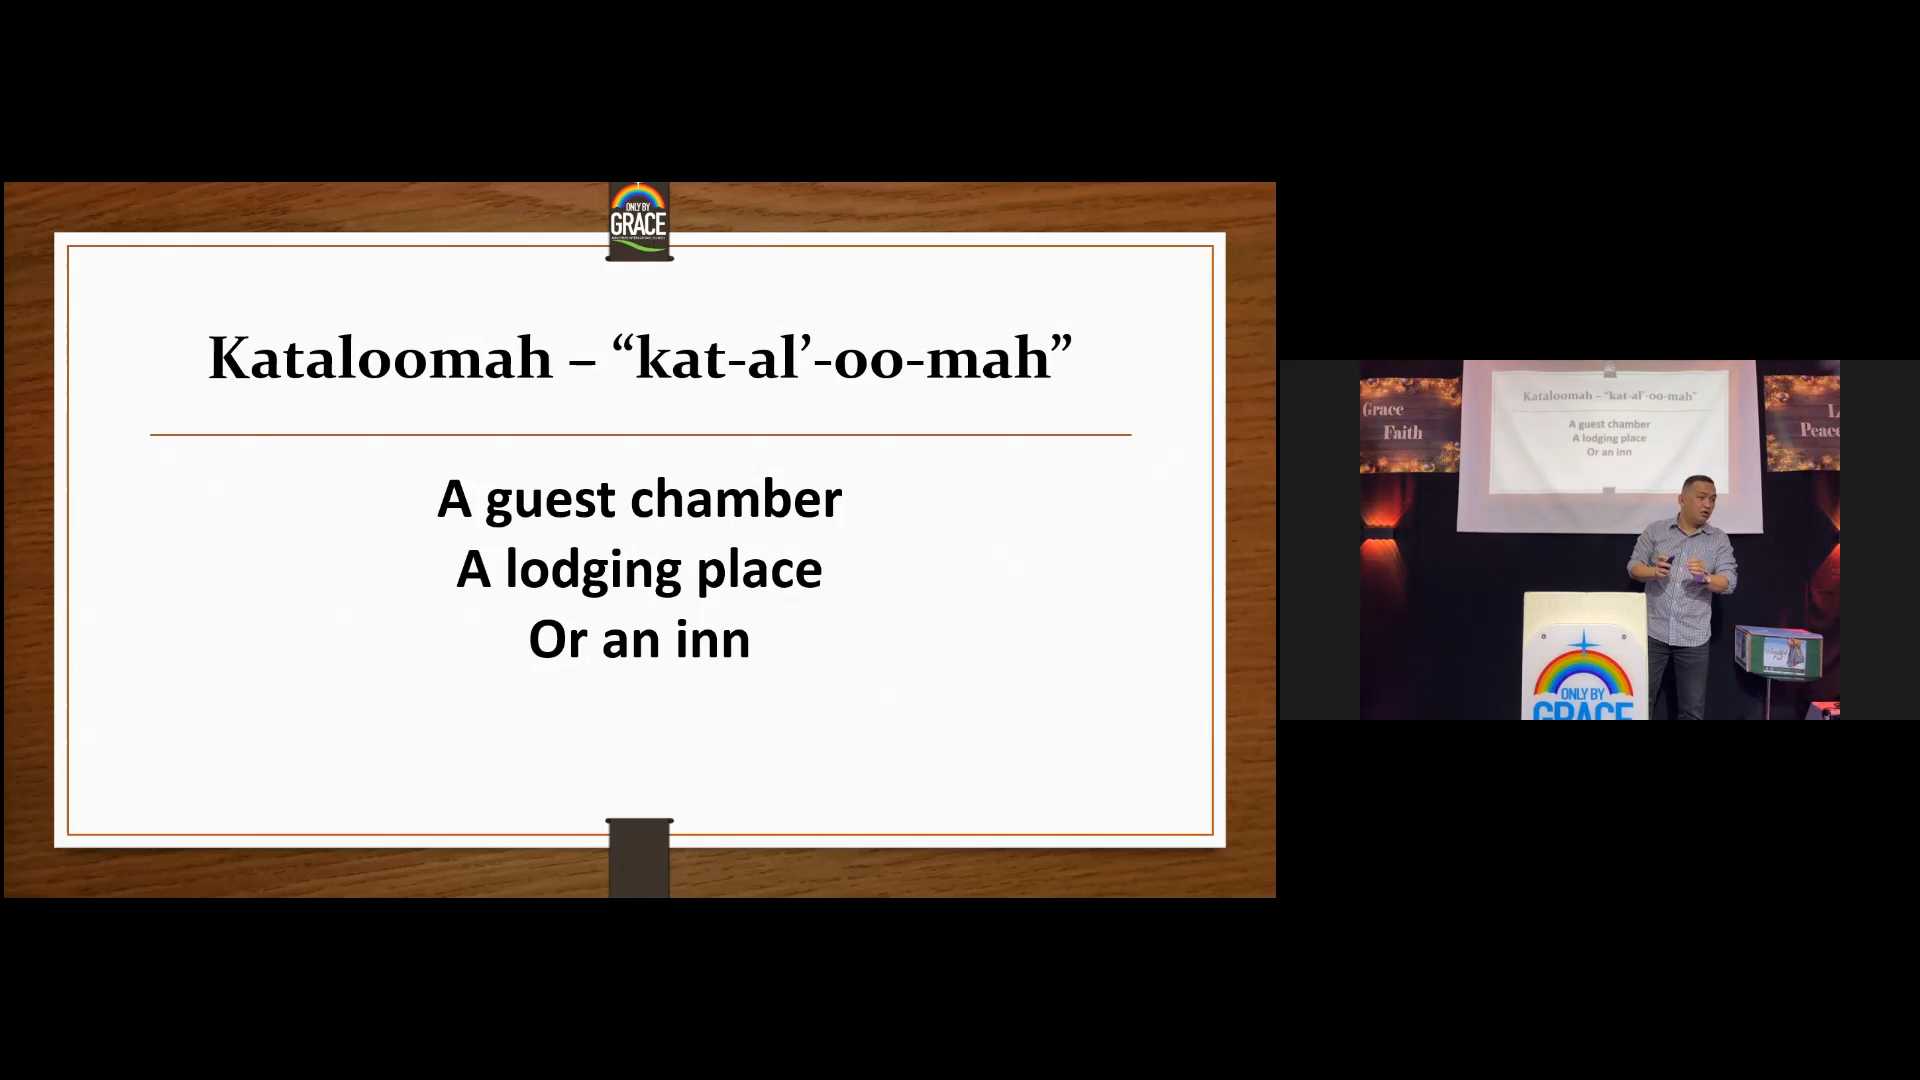 ONLY BY
GRACE
Kataloomah – “kat-al’-oo-mah”
A guest chamber
A lodging place
Or an inn
Grace
Faith
Kataloomah – “kat-al’-oo-mah”
A guest chamber
A lodging place
Or an inn
Peace
ONLY BY
GRACE